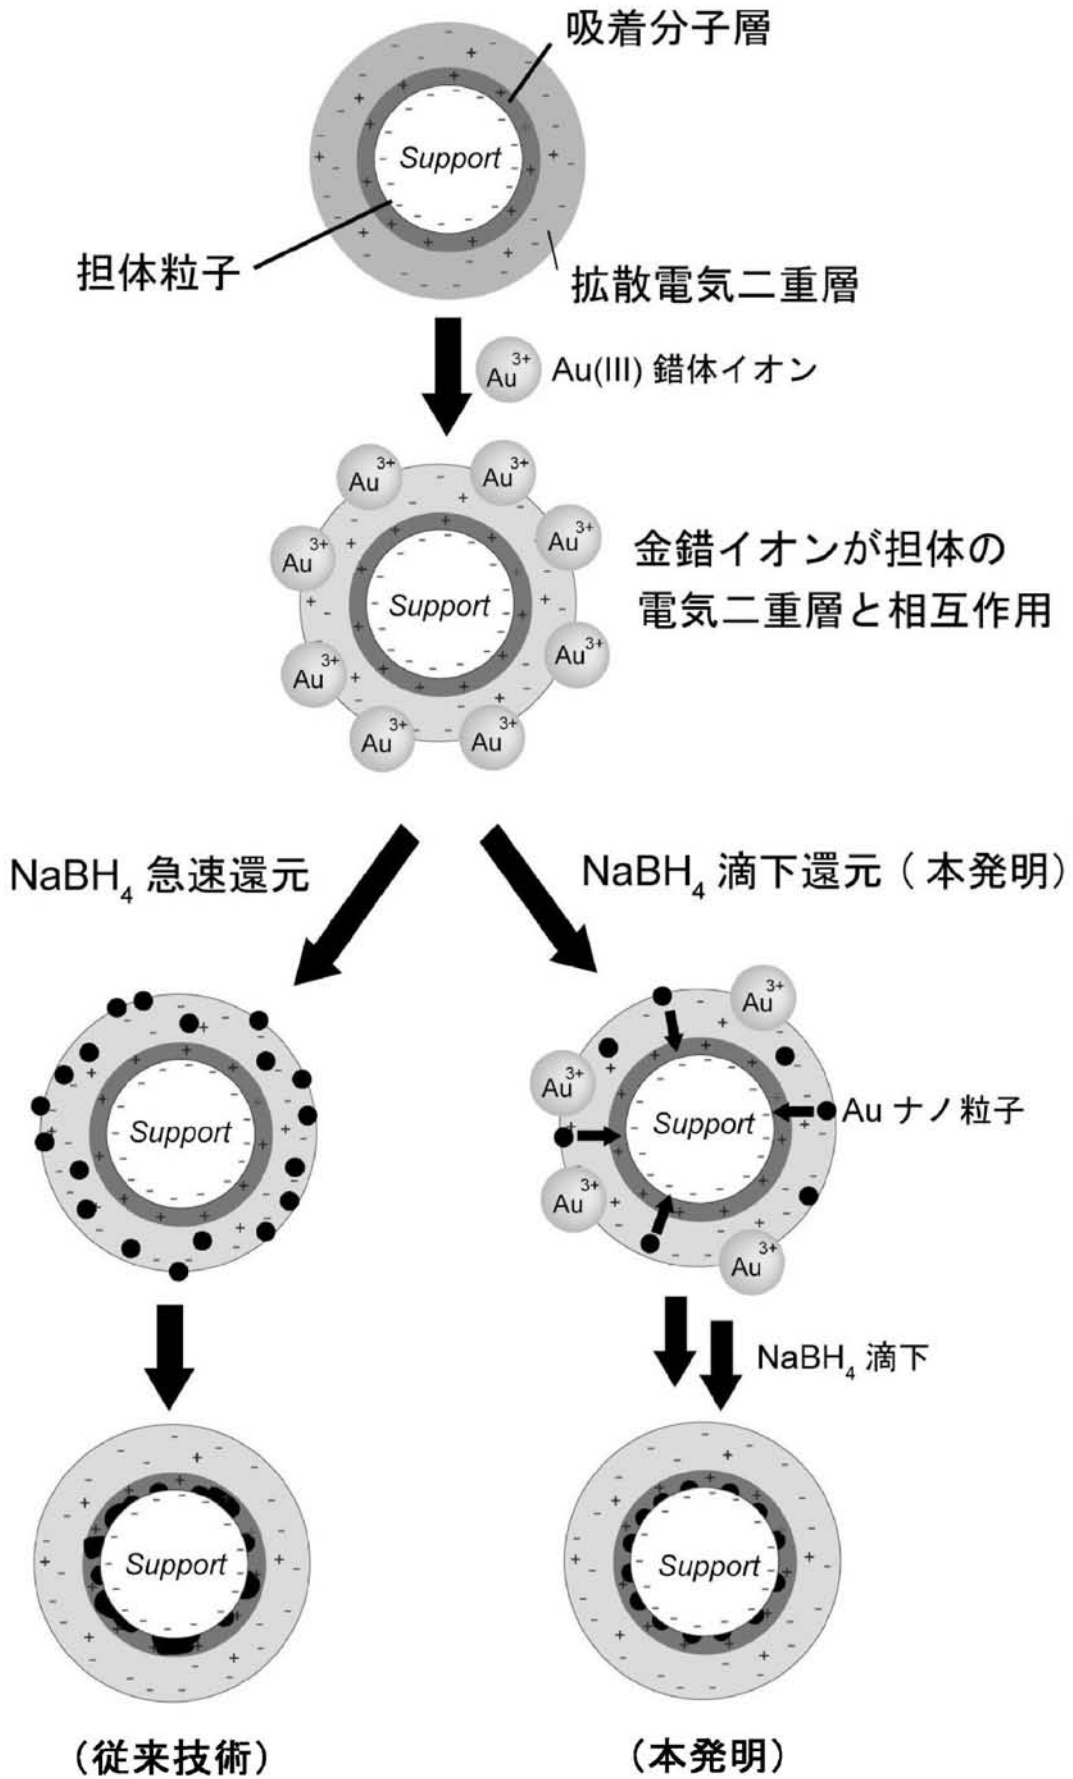 吸着分子層
Support
担体粒子
拡散電気二重層
Au3+
Au(III) 錯体イオン
Au3+
Au3+
Au3+
Au3+
Support
Au3+
Au3+
Au3+
Au3+
金錯イオンが担体の
電気二重層と相互作用
NaBH4 急速還元
NaBH4 滴下還元（本発明）
Support
Au3+
Au3+
Support
Au ナノ粒子
Au3+
Au3+
NaBH4 滴下
Support
Support
（従来技術）
（本発明）